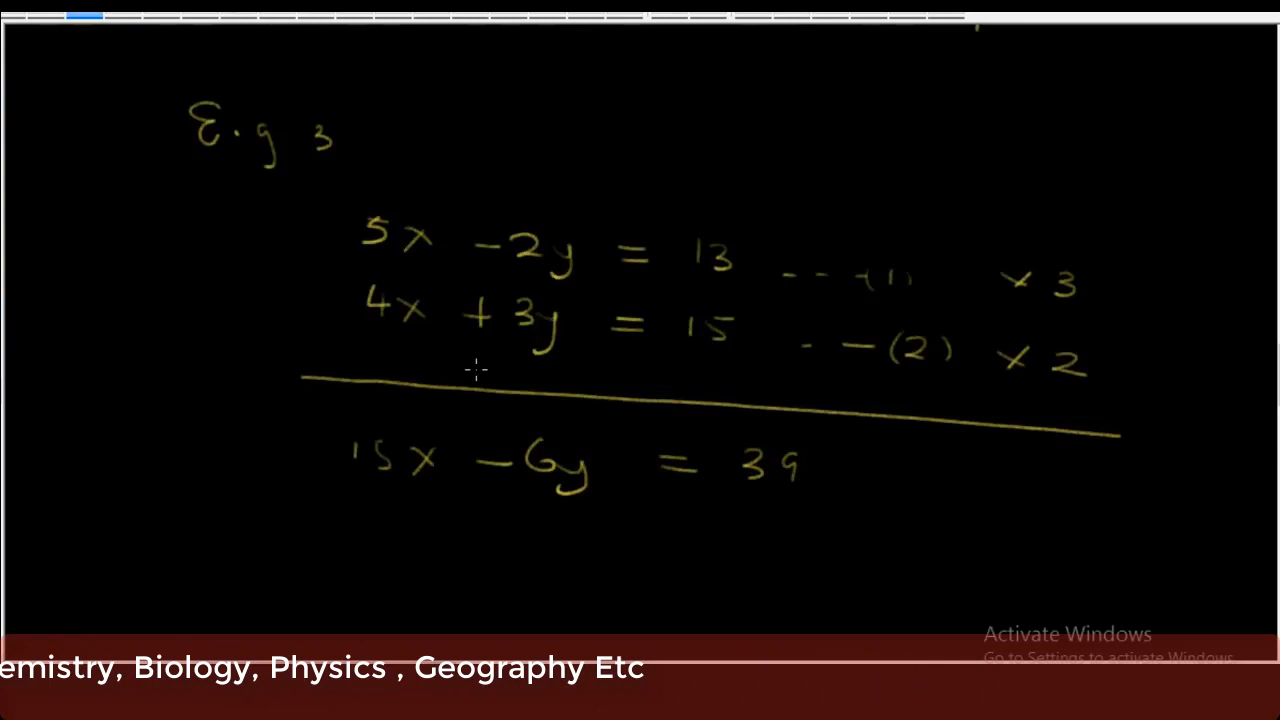 E.g 3
5x - 2y = 13 - - -(1) × 3
4x + 3y = 15 - - (2) × 2
15x - 6y = 39
Activate Windows
Go to Settings to activate Windows.
emistry, Biology, Physics , Geography Etc